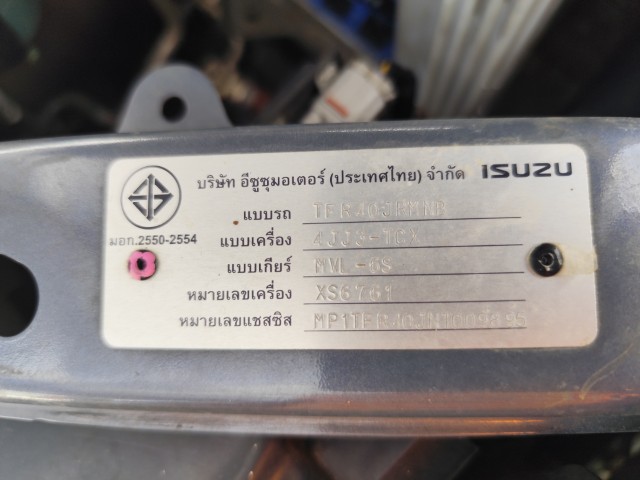 บริษัท อีซูซุมอเตอร์ (ประเทศไทย) จำกัด ISUZU
แบบรถ
มอก.2550-2554
แบบเครื่อง
แบบเกียร์ MVL-6S
หมายเลขเครื่อง XS6761
หมายเลขแชสซิส